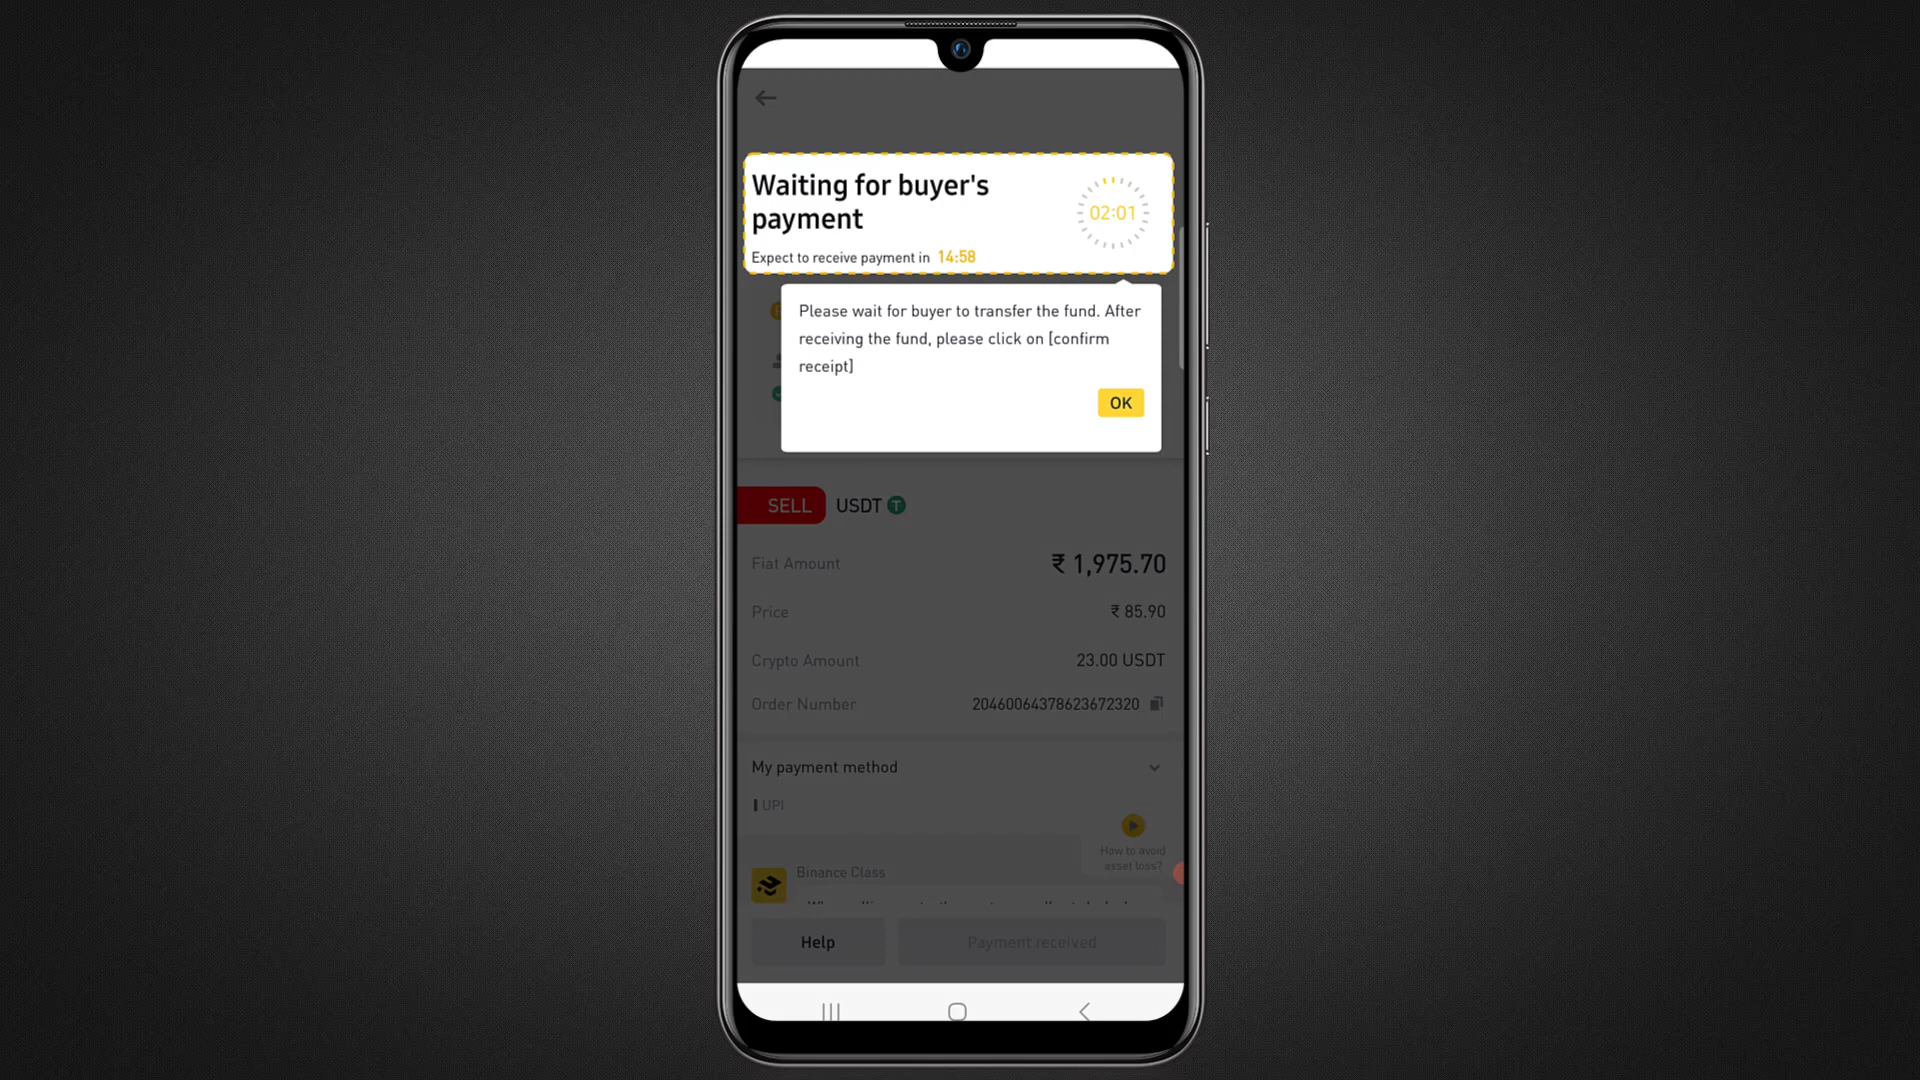 Waiting for buyer's
payment
02:01
Expect to receive payment in 14:58
Please wait for buyer to transfer the fund. After
receiving the fund, please click on [confirm
receipt]
OK
SELL USDT
Fiat Amount ₹ 1,975.70
Price ₹ 85.90
Crypto Amount 23.00 USDT
Order Number 20460064378623672320
My payment method
UPI
How to avoid
asset loss?
Binance Class
Help Payment received